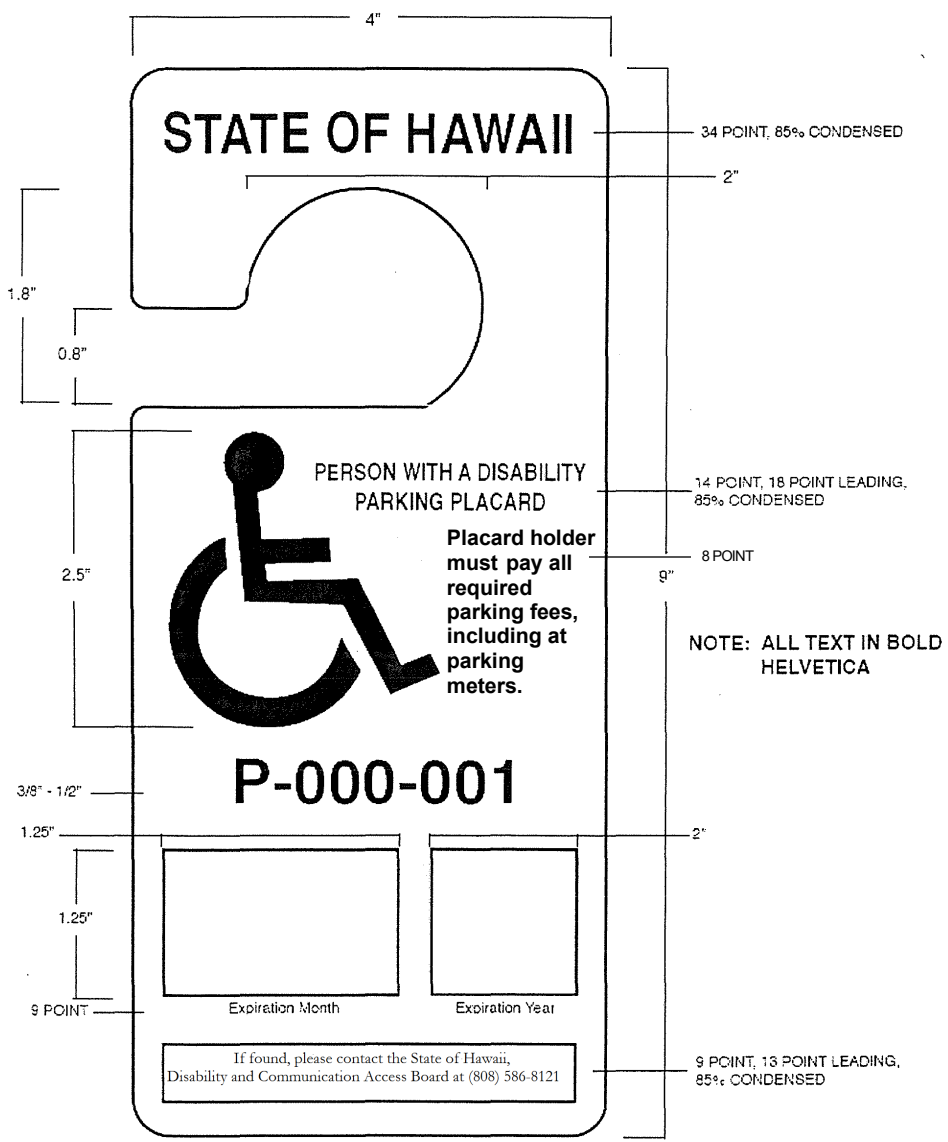 4"
STATE OF HAWAII
34 POINT, 85% CONDENSED
2"
1.8"
0.8"
PERSON WITH A DISABILITY
PARKING PLACARD
14 POINT, 18 POINT LEADING,
85% CONDENSED
Placard holder
must pay all
required
parking fees,
including at
parking
meters.
8 POINT
2.5"
9"
NOTE: ALL TEXT IN BOLD
HELVETICA
P-000-001
3/8" - 1/2"
1.25"
2"
1.25"
Expiration Month
Expiration Year
9 POINT
If found, please contact the State of Hawaii,
Disability and Communication Access Board at (808) 586-8121
9 POINT, 13 POINT LEADING,
85% CONDENSED